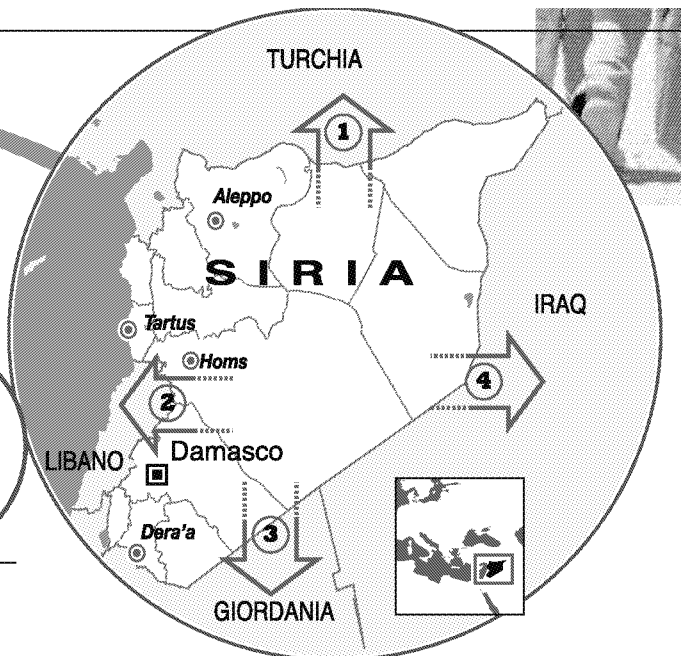 TURCHIA
1
Aleppo
SIRIA
IRAQ
Tartus
Homs
4
2
LIBANO
Damasco
3
Dera'a
GIORDANIA